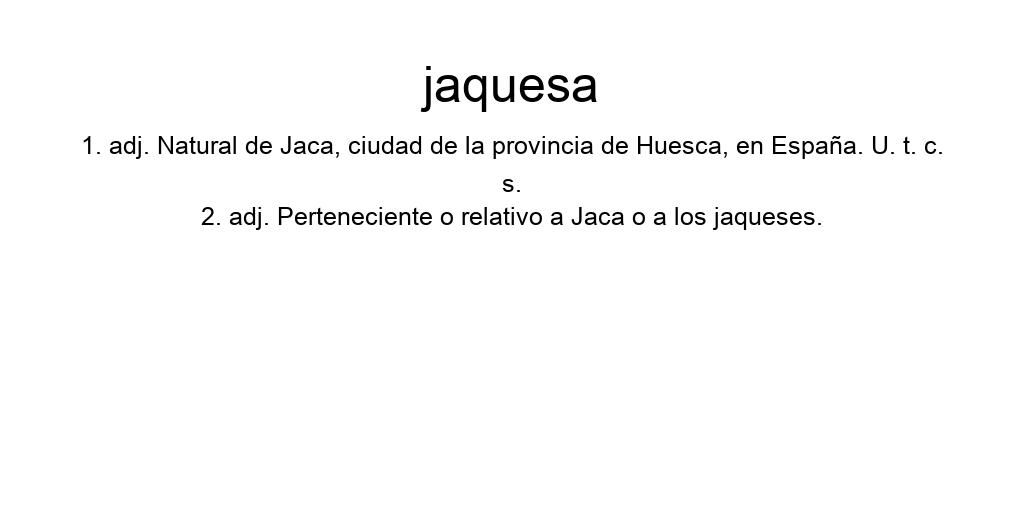 jaquesa
1. adj. Natural de Jaca, ciudad de la provincia de Huesca, en España. U. t. c.
s.
2. adj. Perteneciente o relativo a Jaca o a los jaqueses.